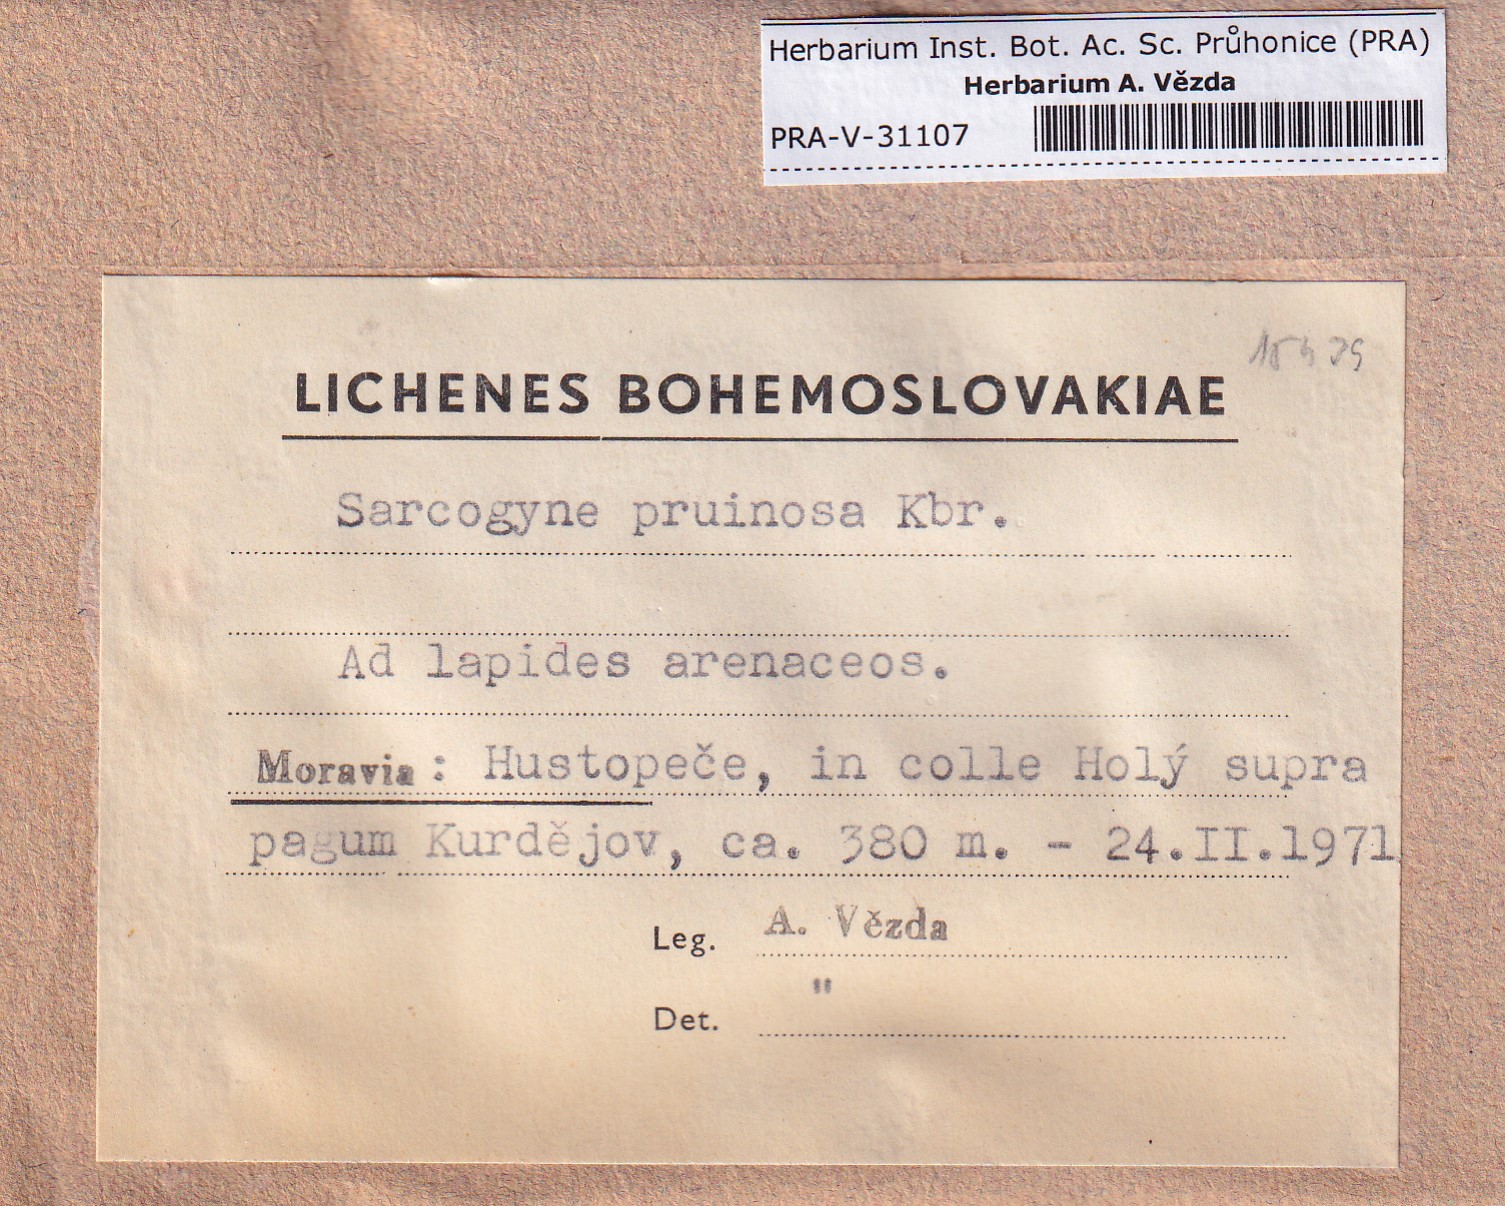 Herbarium Inst. Bot. Ac. Sc. Průhonice (PRA)
Herbarium A. Vězda
PRA-V-31107
LICHENES BOHEMOSLOVAKIAE
Sarcogyne pruinosa Kbr.
Ad lapides arenaceos.
Moravia: Hustopeče, in colle Holý supra
pagum Kurdějov, ca. 380 m. - 24.II.1971
Leg. A. Vězda
Det. "